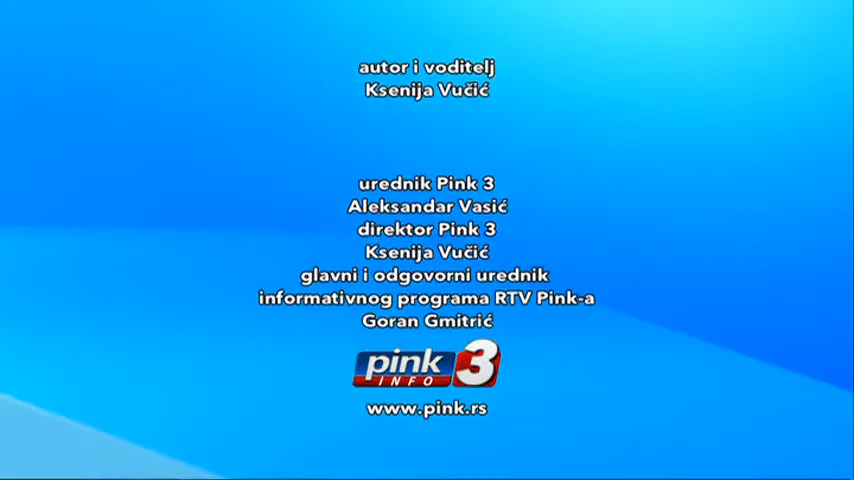 autor i voditelj
Ksenija Vučić
urednik Pink 3
Aleksandar Vasić
direktor Pink 3
Ksenija Vučić
glavni i odgovorni urednik
informativnog programa RTV Pink-a
Goran Gmitrić
pink 3
INFO
www.pink.rs